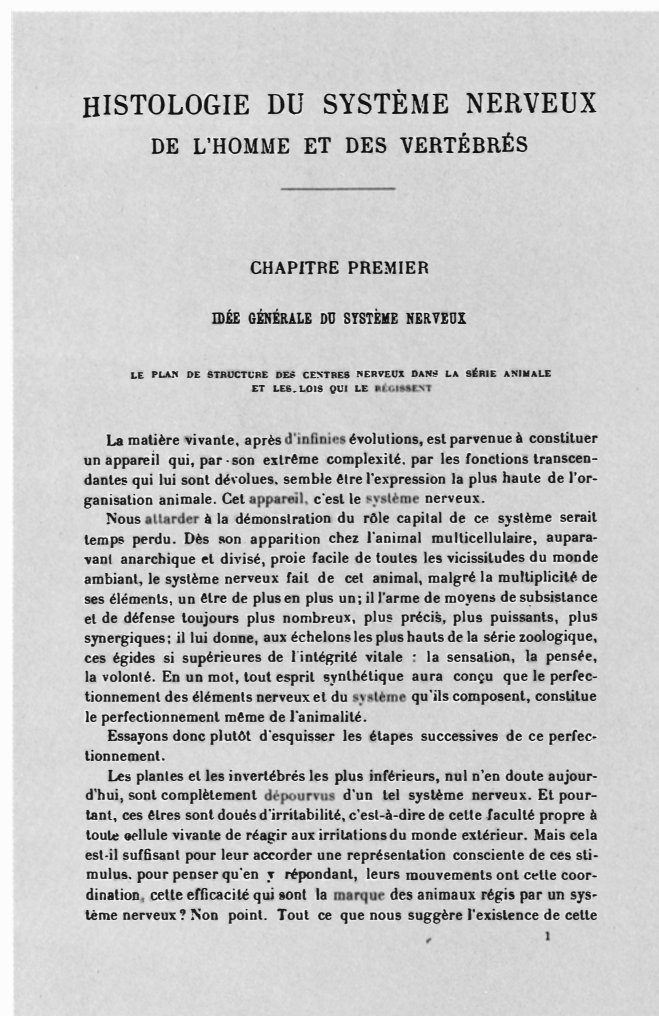 HISTOLOGIE DU SYSTÈME NERVEUX
DE L'HOMME ET DES VERTÉBRÉS
CHAPITRE PREMIER
IDÉE GÉNÉRALE DU SYSTÈME NERVEUX
LE PLAN DE STRUCTURE DES CENTRES NERVEUX DANS LA SÉRIE ANIMALE
ET LES LOIS QUI LE RÉGISSENT
La matière vivante, après d'infinies évolutions, est parvenue à constituer
un appareil qui, par son extrême complexité, par les fonctions transcen-
dantes qui lui sont dévolues, semble être l'expression la plus haute de l'or-
ganisation animale. Cet appareil, c'est le système nerveux.
Nous attarder à la démonstration du rôle capital de ce système serait
temps perdu. Dès son apparition chez l'animal multicellulaire, aupara-
vant anarchique et divisé, proie facile de toutes les vicissitudes du monde
ambiant, le système nerveux fait de cet animal, malgré la multiplicité de
ses éléments, un être de plus en plus un; il l'arme de moyens de subsistance
et de défense toujours plus nombreux, plus précis, plus puissants, plus
synergiques; il lui donne, aux échelons les plus hauts de la série zoologique,
ces égides si supérieures de l'intégrité vitale : la sensation, la pensée,
la volonté. En un mot, tout esprit synthétique aura conçu que le perfec-
tionnement des éléments nerveux et du système qu'ils composent, constitue
le perfectionnement même de l'animalité.
Essayons donc plutôt d'esquisser les étapes successives de ce perfec-
tionnement.
Les plantes et les invertébrés les plus inférieurs, nul n'en doute aujour-
d'hui, sont complètement dépourvus d'un tel système nerveux. Et pour-
tant, ces êtres sont doués d'irritabilité, c'est-à-dire de cette faculté propre à
toute cellule vivante de réagir aux irritations du monde extérieur. Mais cela
est-il suffisant pour leur accorder une représentation consciente de ces sti-
mulus, pour penser qu'en y répondant, leurs mouvements ont cette coor-
dination, cette efficacité qui sont la marque des animaux régis par un sys-
tème nerveux ? Non point. Tout ce que nous suggère l'existence de cette
1